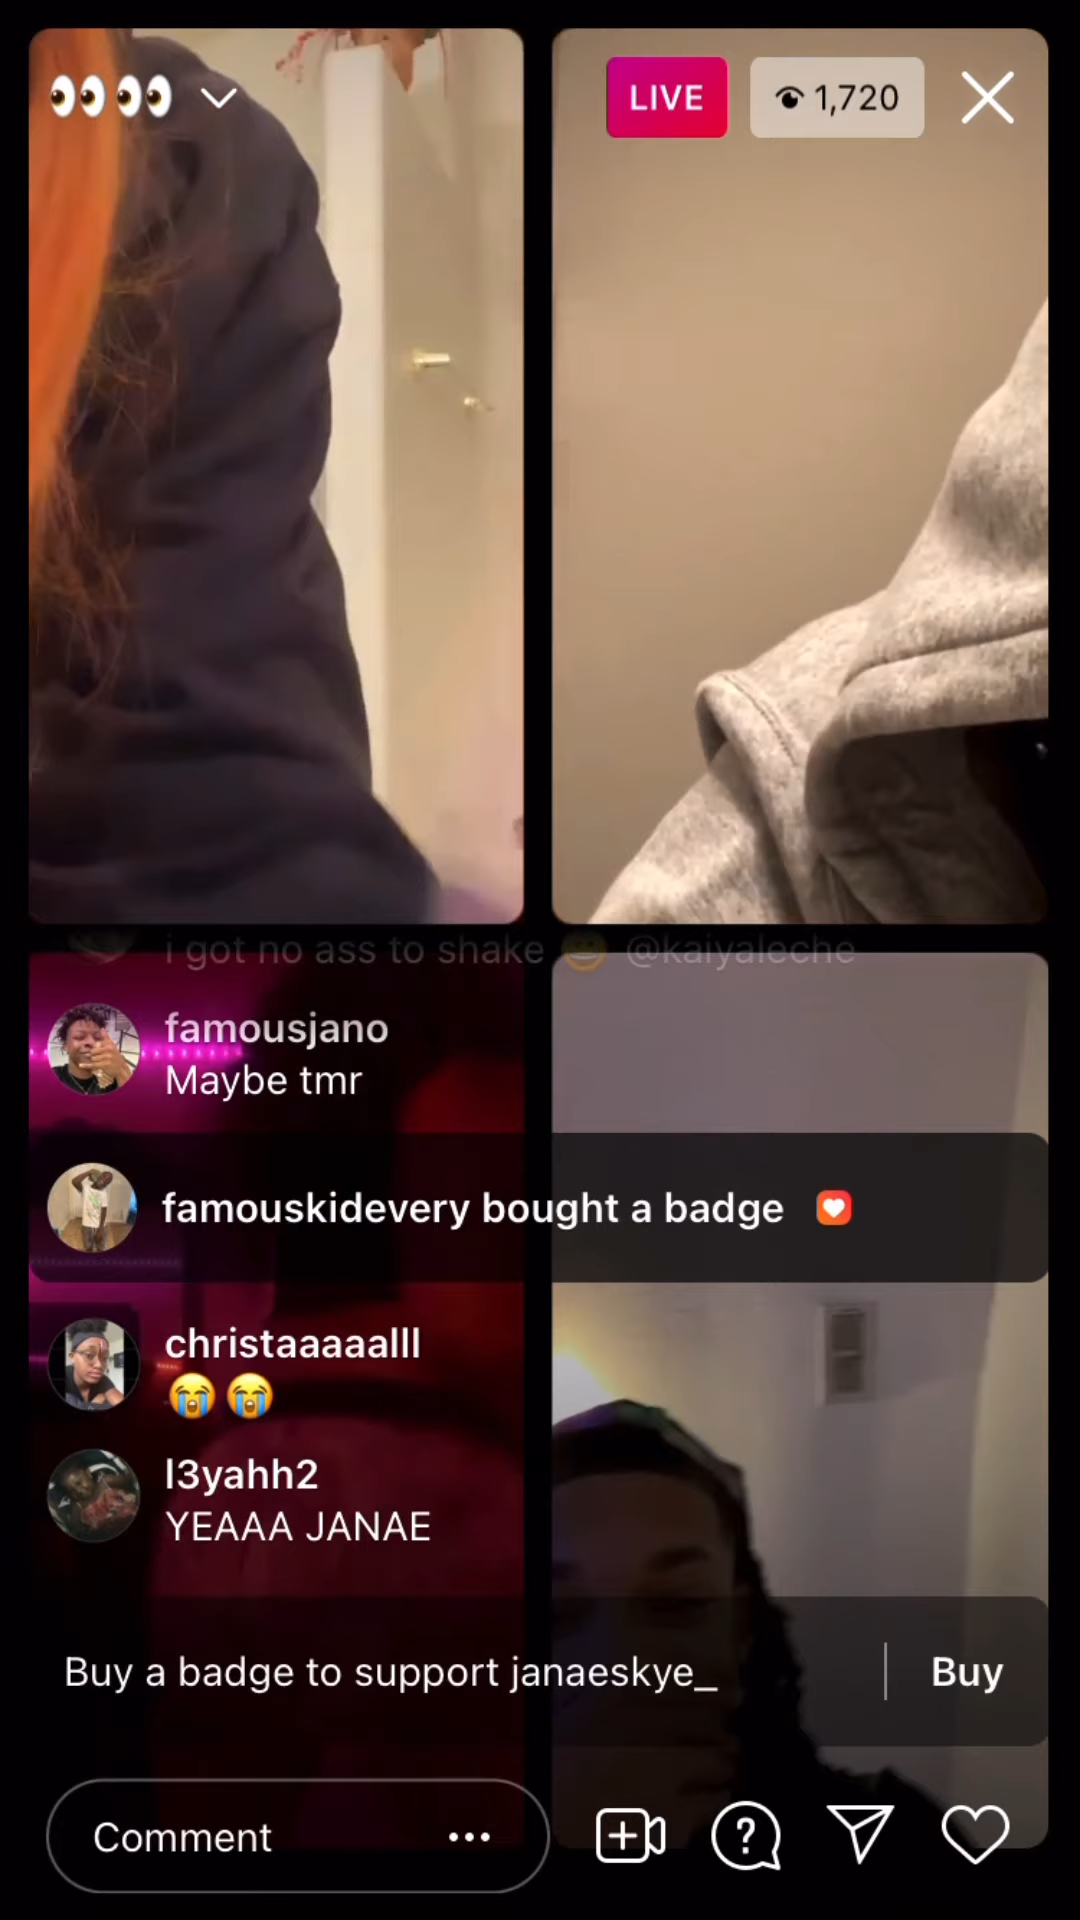 👀👀
LIVE
1,720
i got no ass to shake 😀 @kaiyaleche
famousjano
Maybe tmr
famouskidevery bought a badge
christaaaaalll
😭😭
l3yahh2
YEAAA JANAE
Buy a badge to support janaeskye_
Buy
Comment